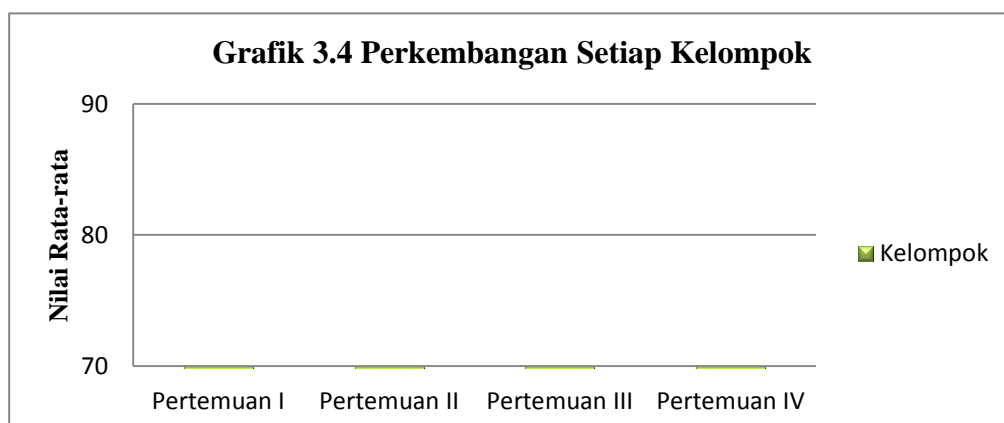 Grafik 3.4 Perkembangan Setiap Kelompok
Nilai Rata-rata
90
80
70
Pertemuan I Pertemuan II Pertemuan III Pertemuan IV
Kelompok